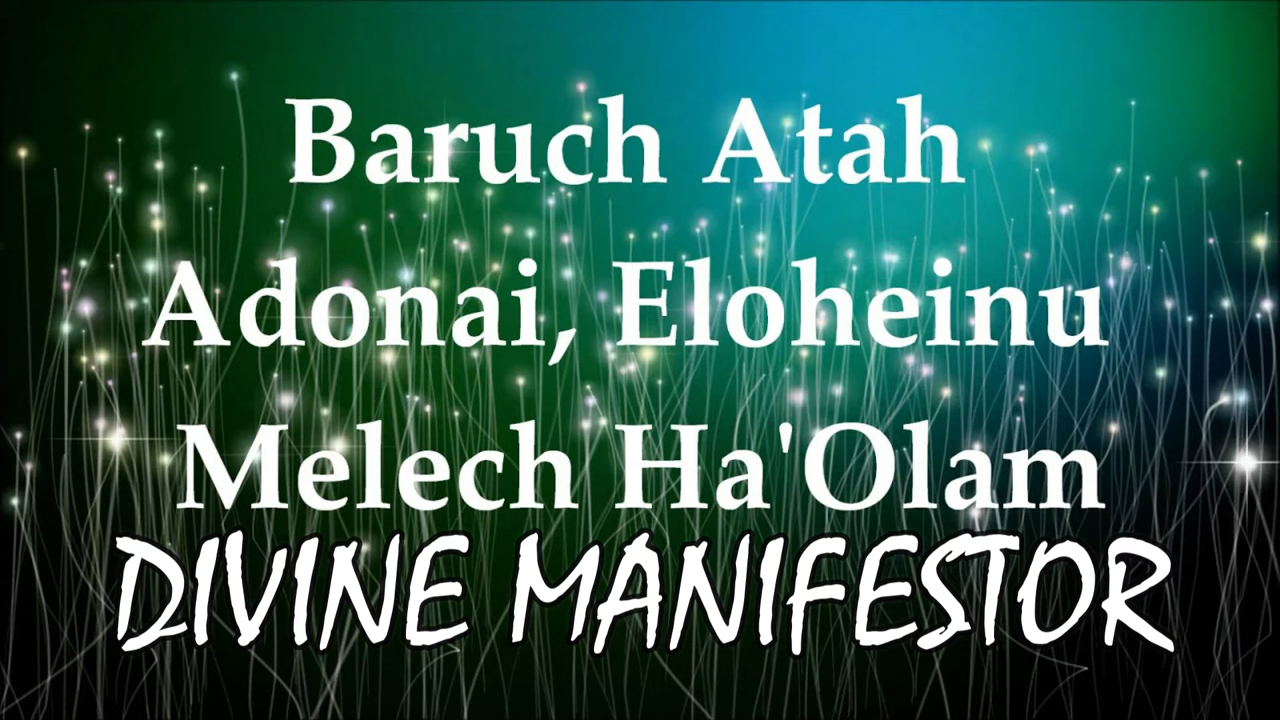 Baruch Atah
Adonai, Eloheinu
Melech Ha'Olam
DIVINE MANIFESTOR